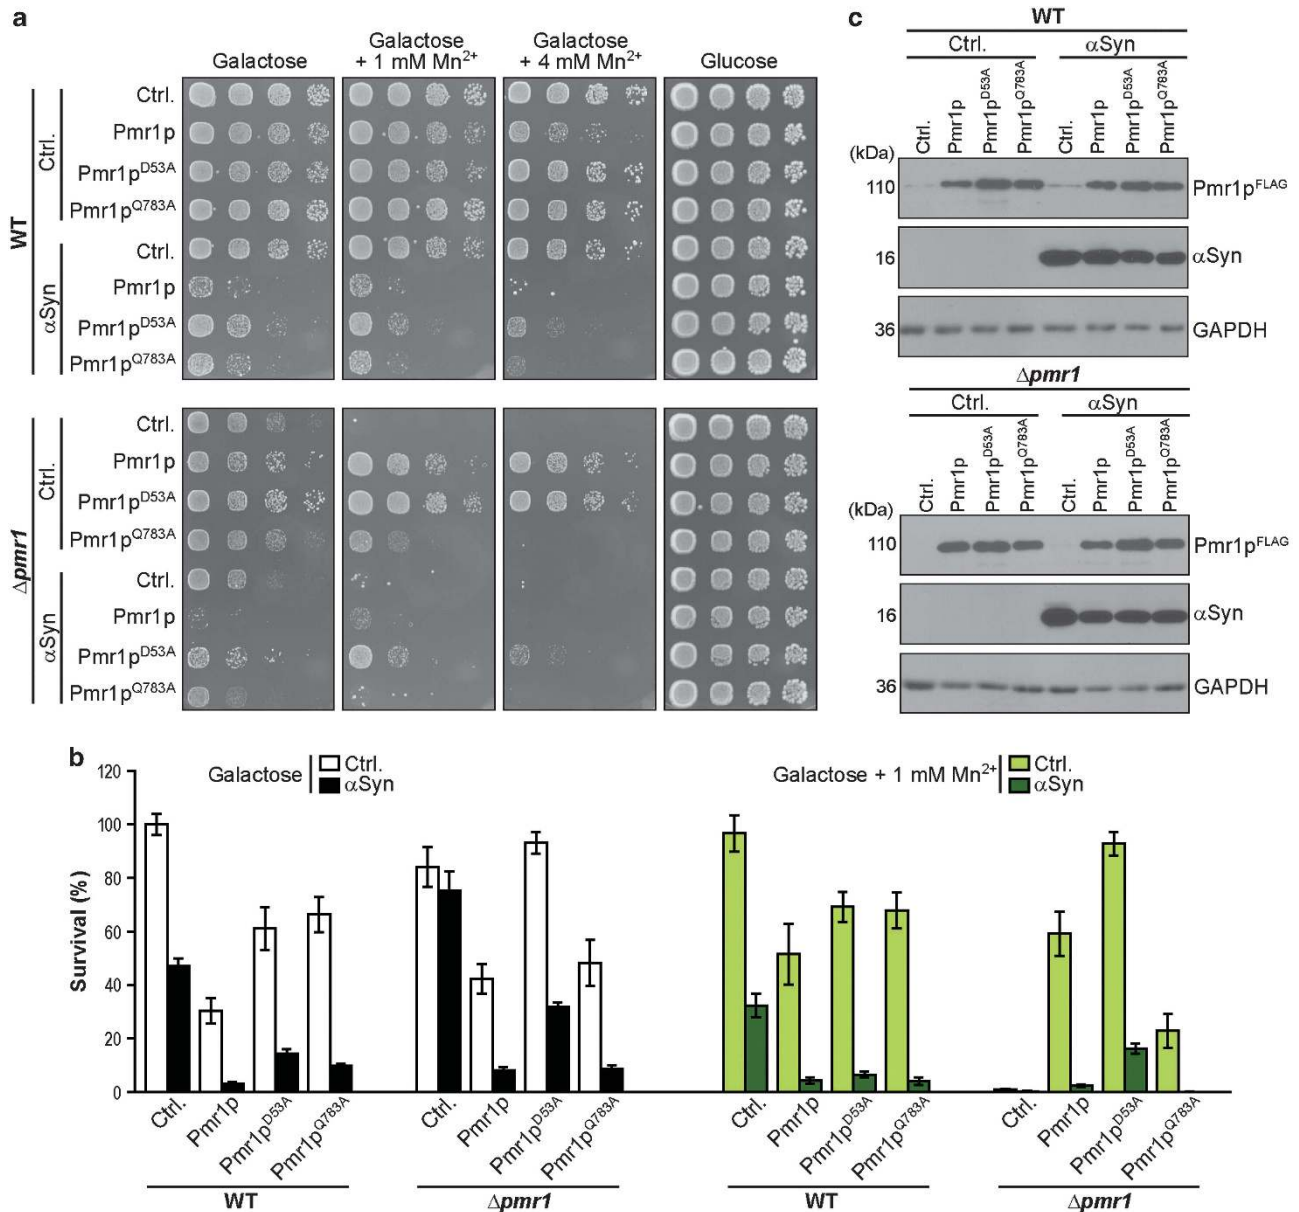 a
Galactose
Galactose + 1 mM Mn²⁺
Galactose + 4 mM Mn²⁺
Glucose
WT
Ctrl.
Ctrl.
Pmr1p
Pmr1pD53A
Pmr1pQ783A
αSyn
Ctrl.
Pmr1p
Pmr1pD53A
Pmr1pQ783A
Δpmr1
Ctrl.
Ctrl.
Pmr1p
Pmr1pD53A
Pmr1pQ783A
αSyn
Ctrl.
Pmr1p
Pmr1pD53A
Pmr1pQ783A
c
WT
Ctrl.
αSyn
Ctrl.
Pmr1p
Pmr1pD53A
Pmr1pQ783A
Ctrl.
Pmr1p
Pmr1pD53A
Pmr1pQ783A
(kDa)
110
Pmr1pFLAG
16
αSyn
36
GAPDH
Δpmr1
Ctrl.
αSyn
Ctrl.
Pmr1p
Pmr1pD53A
Pmr1pQ783A
Ctrl.
Pmr1p
Pmr1pD53A
Pmr1pQ783A
(kDa)
110
Pmr1pFLAG
16
αSyn
36
GAPDH
b
Galactose
Ctrl.
αSyn
Galactose + 1 mM Mn²⁺
Ctrl.
αSyn
Survival (%)
120
100
80
60
40
20
0
Ctrl.
Pmr1p
Pmr1pD53A
Pmr1pQ783A
WT
Ctrl.
Pmr1p
Pmr1pD53A
Pmr1pQ783A
Δpmr1
Ctrl.
Pmr1p
Pmr1pD53A
Pmr1pQ783A
WT
Ctrl.
Pmr1p
Pmr1pD53A
Pmr1pQ783A
Δpmr1